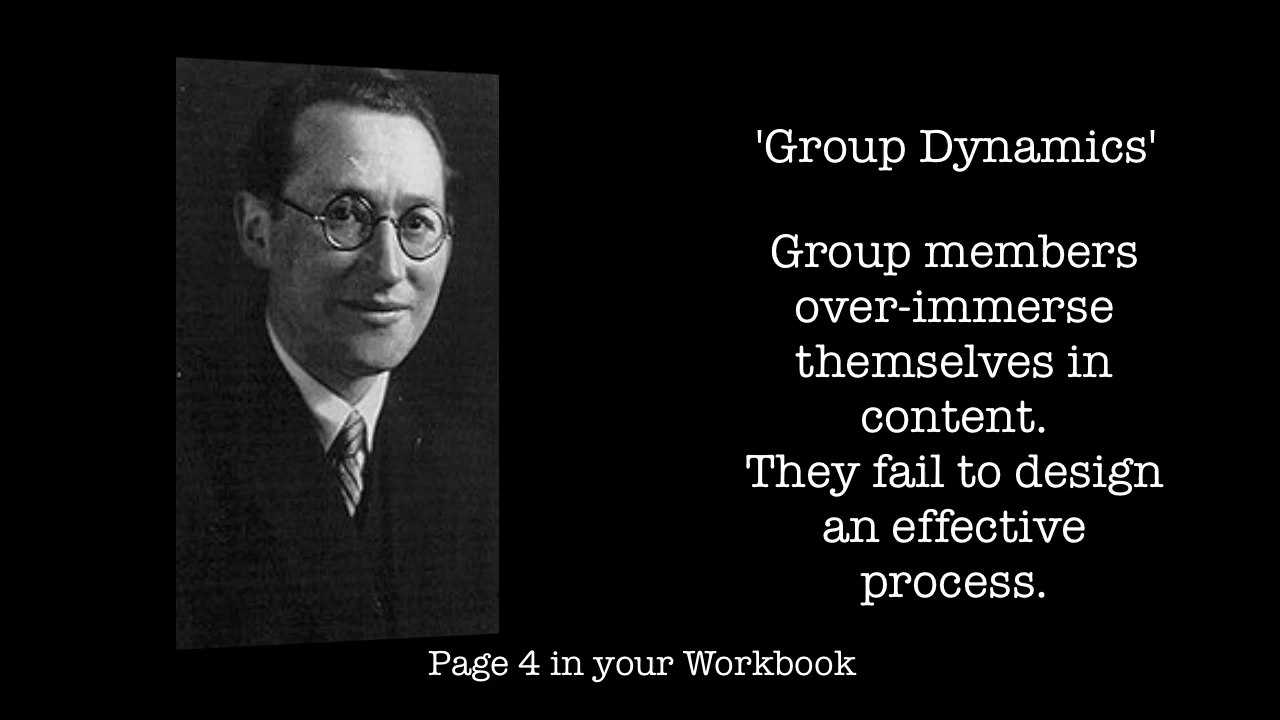 'Group Dynamics'
Group members
over-immerse
themselves in
content.
They fail to design
an effective
process.
Page 4 in your Workbook